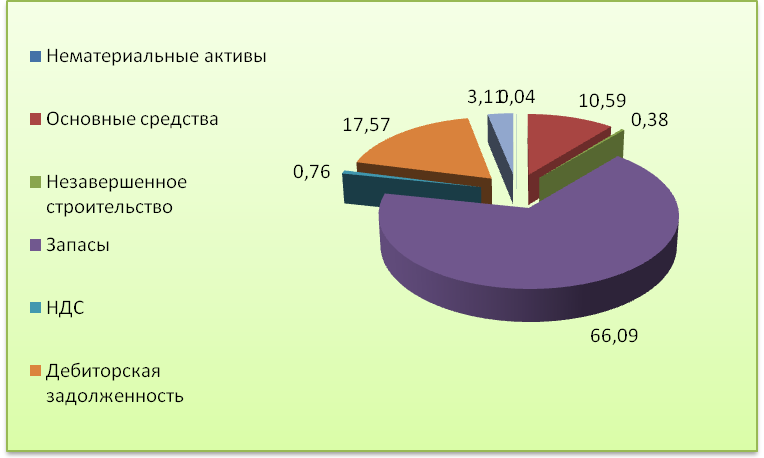 Нематериальные активы
Основные средства
Незавершенное
строительство
Запасы
НДС
Дебиторская
задолженность
3,11
0,04
10,59
0,38
17,57
0,76
66,09